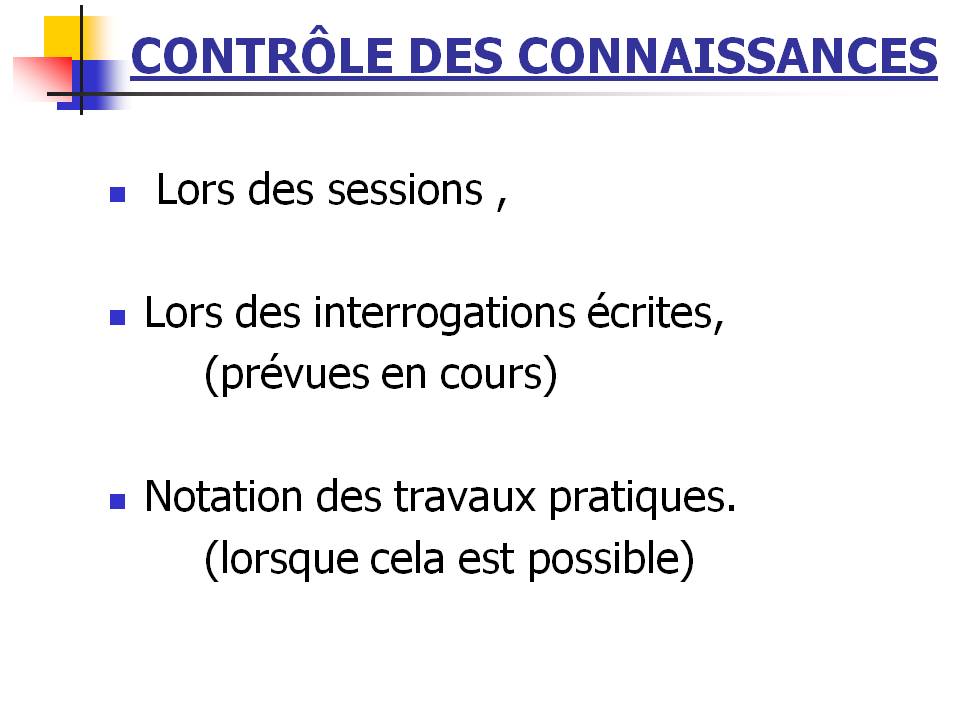 CONTRÔLE DES CONNAISSANCES
Lors des sessions ,
Lors des interrogations écrites,
(prévues en cours)
Notation des travaux pratiques.
(lorsque cela est possible)